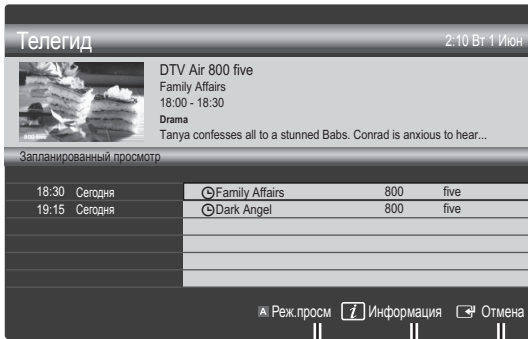 Телегид 2:10 Вт 1 Июн
DTV Air 800 five
Family Affairs
18:00 - 18:30
Drama
Tanya confesses all to a stunned Babs. Conrad is anxious to hear...
Запланированный просмотр
18:30 Сегодня Family Affairs 800 five
19:15 Сегодня Dark Angel 800 five
A Реж.просм i Информация Отмена